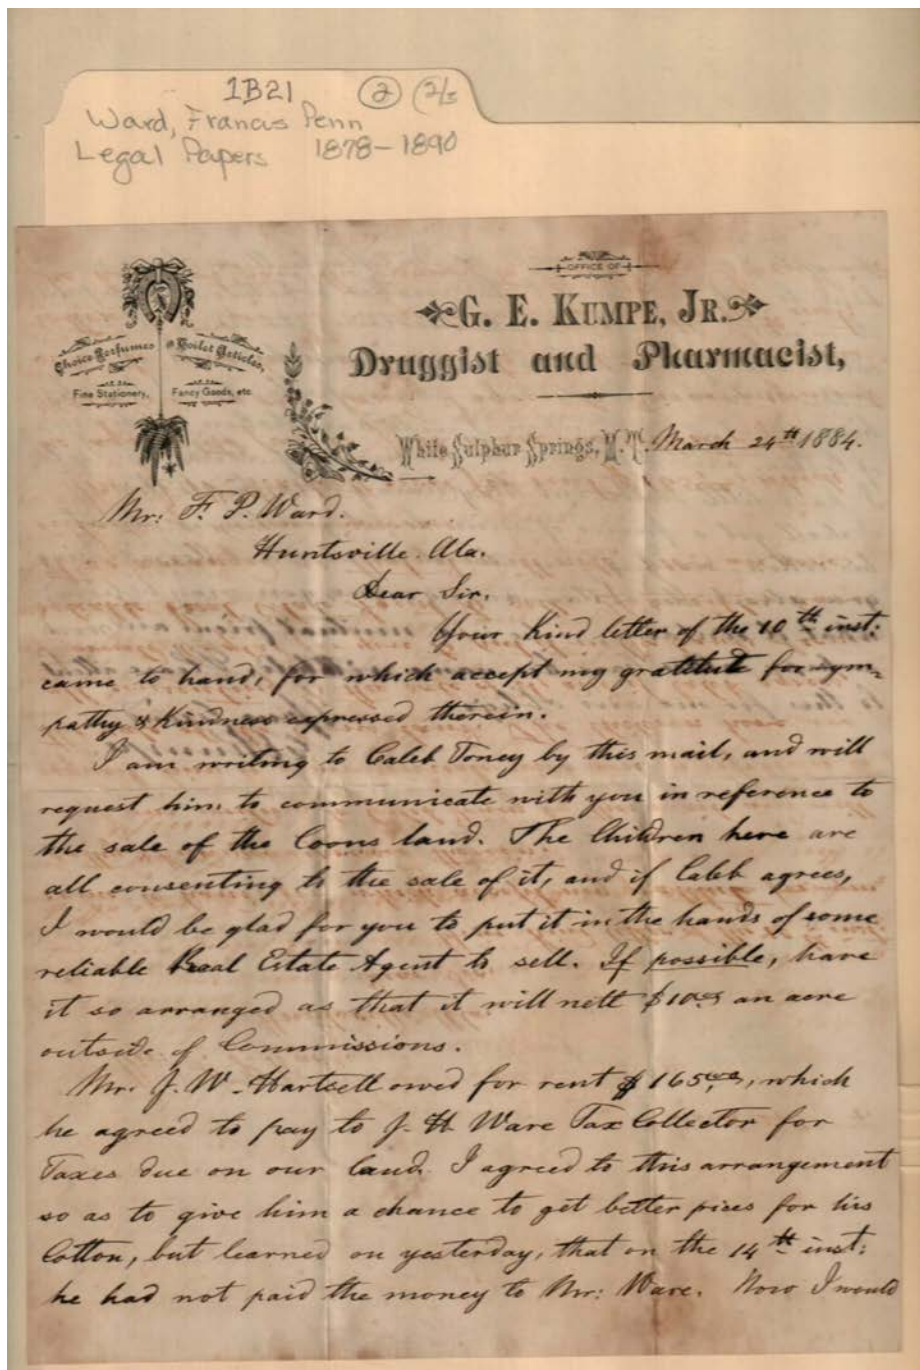 1B21 2 (2/5
Ward, Francis Penn
Legal Papers 1878-1890
OFFICE OF
G. E. KUMPE, JR.
Druggist and Pharmacist,
Choice Perfumes & Toilet Articles,
Fine Stationery, Fancy Goods, etc
White Sulphur Springs, M. T. March 24th 1884.
Mr: F. P. Ward.
Huntsville Ala.
Dear Sir.
Your Kind letter of the 10th inst:
came to hand, for which accept my gratitude for sym-
pathy & Kindness expressed therein.
I am writing to Caleb Toney by this mail, and will
request him to communicate with you in reference to
the sale of the Coons land. The Children here are
all consenting to the sale of it, and if Caleb agrees,
I would be glad for you to put it in the hands of some
reliable Real Estate Agent to sell. If possible, have
it so arranged as that it will nett $10.00 an acre
outside of Commissions.
Mr. J. W. Hartsell owed for rent $165.00, which
he agreed to pay to J. H Ware Tax Collector for
Taxes due on our land. I agreed to this arrangement
so as to give him a chance to get better prices for his
Cotton, but learned on yesterday, that on the 14th inst:
he had not paid the money to Mr: Ware. Now I would